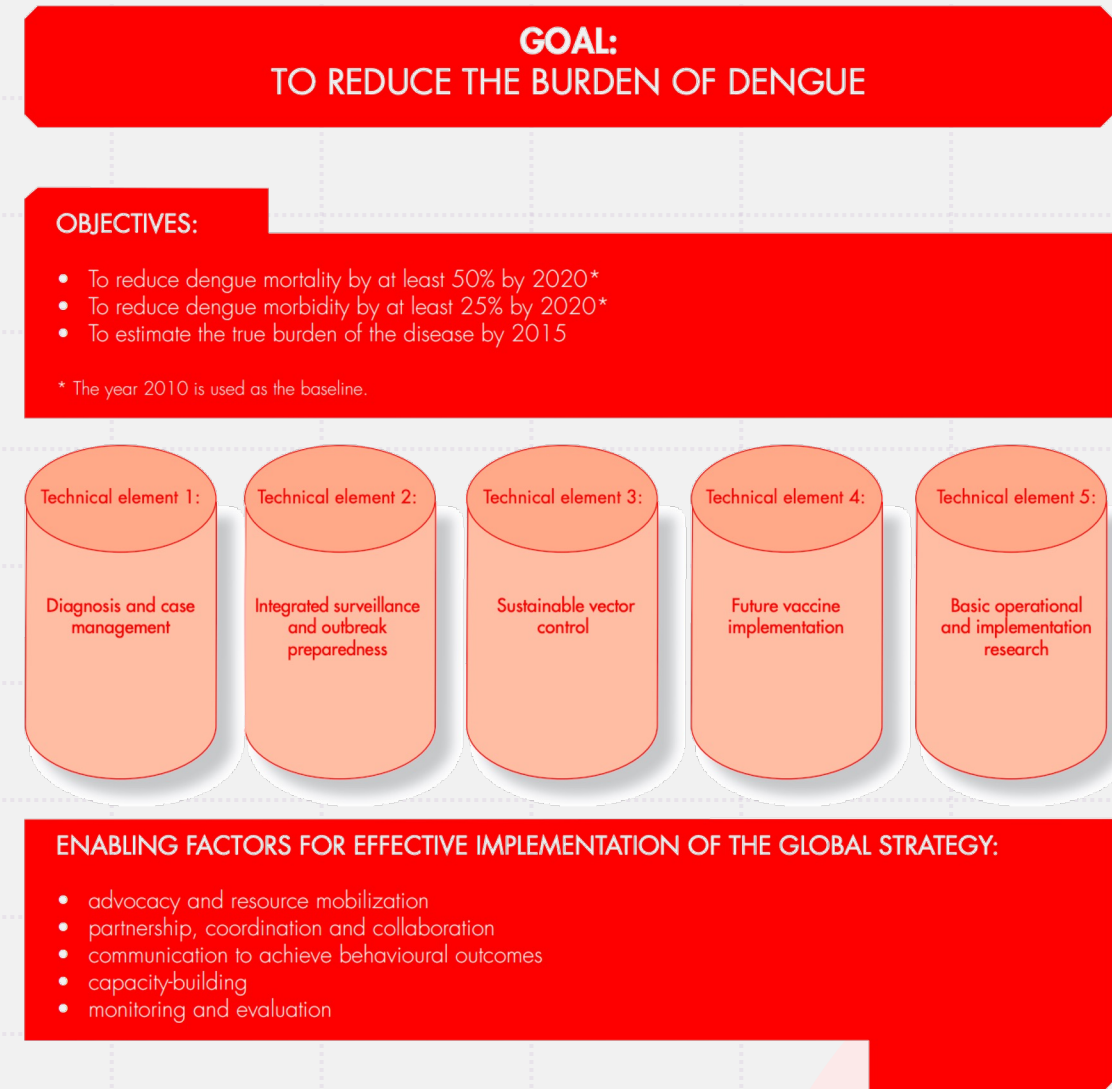 GOAL:
TO REDUCE THE BURDEN OF DENGUE
OBJECTIVES:
• To reduce dengue mortality by at least 50% by 2020*
• To reduce dengue morbidity by at least 25% by 2020*
• To estimate the true burden of the disease by 2015
* The year 2010 is used as the baseline.
Technical element 1:
Diagnosis and case
management
Technical element 2:
Integrated surveillance
and outbreak
preparedness
Technical element 3:
Sustainable vector
control
Technical element 4:
Future vaccine
implementation
Technical element 5:
Basic operational
and implementation
research
ENABLING FACTORS FOR EFFECTIVE IMPLEMENTATION OF THE GLOBAL STRATEGY:
• advocacy and resource mobilization
• partnership, coordination and collaboration
• communication to achieve behavioural outcomes
• capacity-building
• monitoring and evaluation